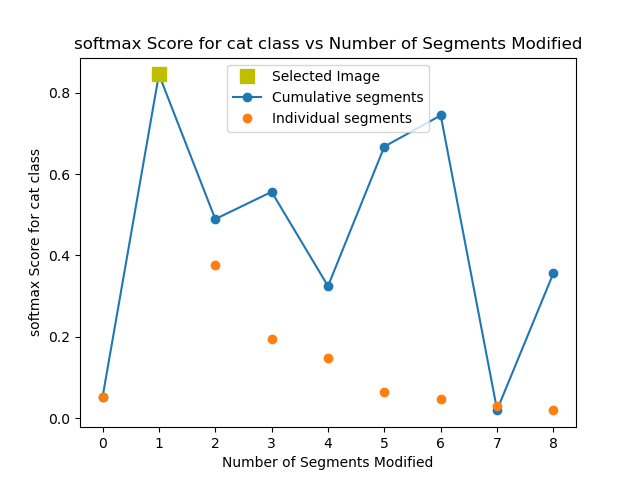 softmax Score for cat class vs Number of Segments Modified
Selected Image
Cumulative segments
Individual segments
softmax Score for cat class
0.8
0.6
0.4
0.2
0.0
0 1 2 3 4 5 6 7 8
Number of Segments Modified